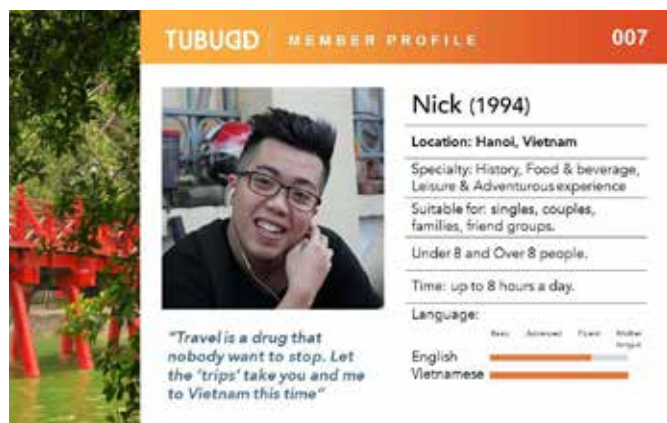 TUBUDD MEMBER PROFILE 007
Nick (1994)
Location: Hanoi, Vietnam
Specialty: History, Food & beverage,
Leisure & Adventurous experience
Suitable for: singles, couples,
families, friend groups.
Under 8 and Over 8 people.
Time: up to 8 hours a day.
Language:
Basic Advanced Fluent Mother
tongue
English
Vietnamese
"Travel is a drug that
nobody want to stop. Let
the 'trips' take you and me
to Vietnam this time"